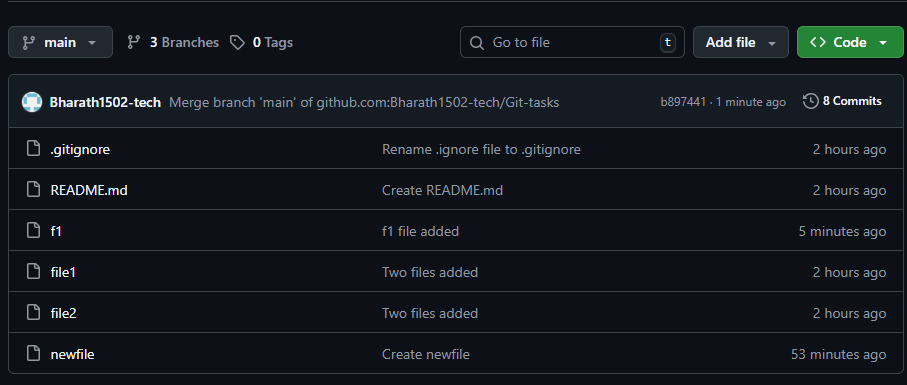 main 3 Branches 0 Tags Go to file t Add file Code
Bharath1502-tech Merge branch 'main' of github.com:Bharath1502-tech/Git-tasks b897441 · 1 minute ago 8 Commits
.gitignore Rename .ignore file to .gitignore 2 hours ago
README.md Create README.md 2 hours ago
f1 f1 file added 5 minutes ago
file1 Two files added 2 hours ago
file2 Two files added 2 hours ago
newfile Create newfile 53 minutes ago